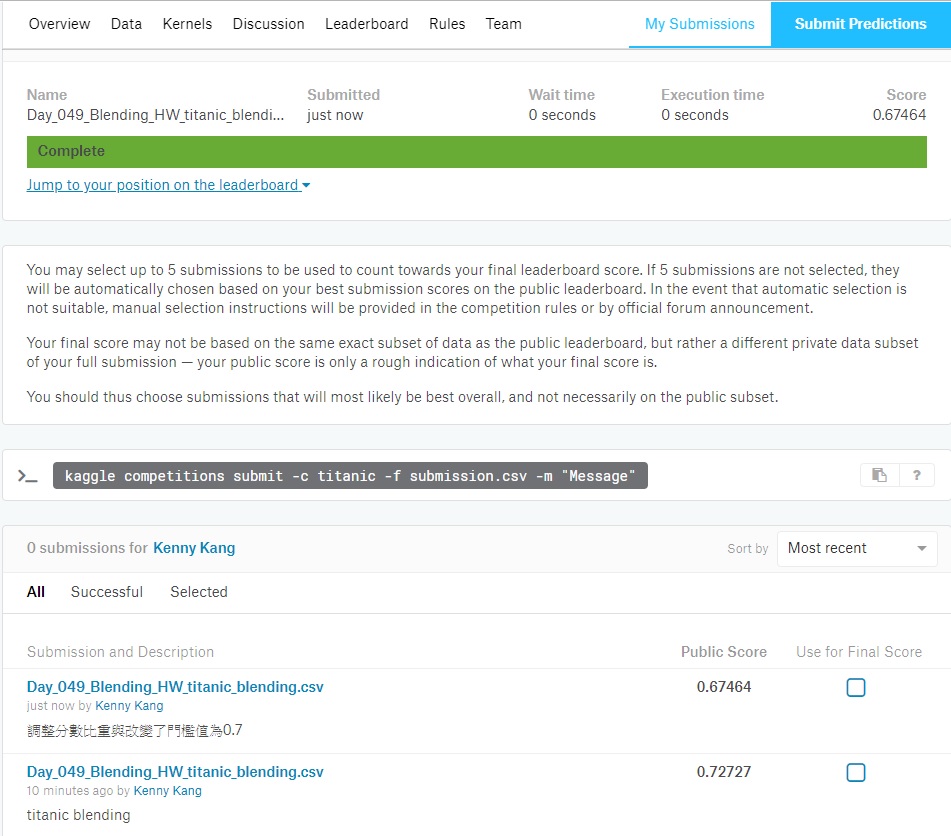 Overview Data Kernels Discussion Leaderboard Rules Team My Submissions Submit Predictions
Name Submitted Wait time Execution time Score
Day_049_Blending_HW_titanic_blendi... just now 0 seconds 0 seconds 0.67464
Complete
Jump to your position on the leaderboard
You may select up to 5 submissions to be used to count towards your final leaderboard score. If 5 submissions are not selected, they
will be automatically chosen based on your best submission scores on the public leaderboard. In the event that automatic selection is
not suitable, manual selection instructions will be provided in the competition rules or by official forum announcement.
Your final score may not be based on the same exact subset of data as the public leaderboard, but rather a different private data subset
of your full submission — your public score is only a rough indication of what your final score is.
You should thus choose submissions that will most likely be best overall, and not necessarily on the public subset.
>_ kaggle competitions submit -c titanic -f submission.csv -m "Message" ?
0 submissions for Kenny Kang Sort by Most recent
All Successful Selected
Submission and Description Public Score Use for Final Score
Day_049_Blending_HW_titanic_blending.csv 0.67464
just now by Kenny Kang
調整分數比重與改變了門檻值為0.7
Day_049_Blending_HW_titanic_blending.csv 0.72727
10 minutes ago by Kenny Kang
titanic blending